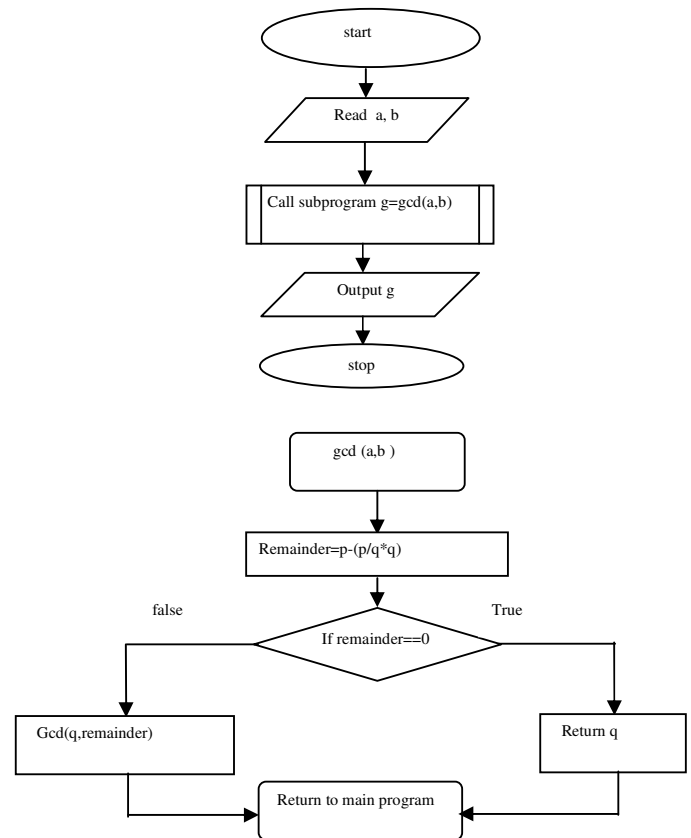 start
Read a, b
Call subprogram g=gcd(a,b)
Output g
stop
gcd (a,b )
Remainder=p-(p/q*q)
false
True
If remainder==0
Gcd(q,remainder)
Return q
Return to main program